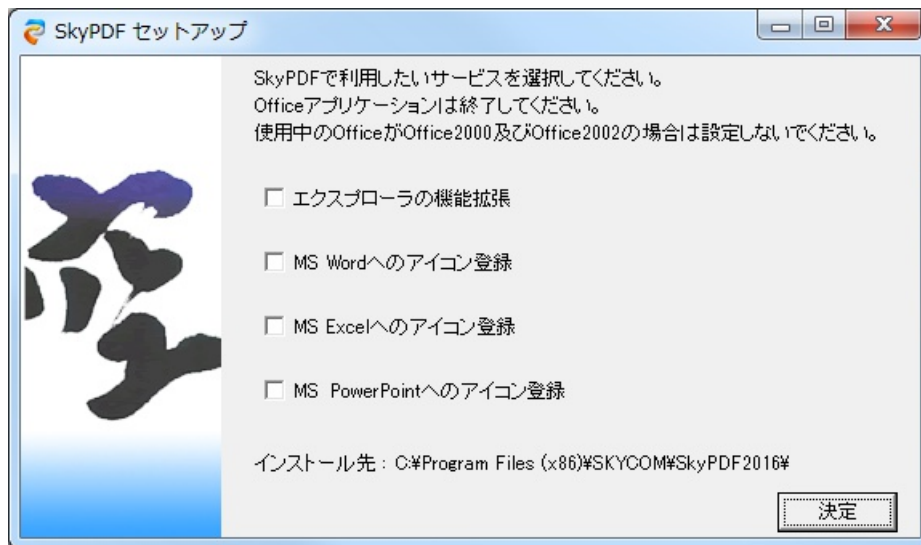 SkyPDF セットアップ
SkyPDFで利用したいサービスを選択してください。
Officeアプリケーションは終了してください。
使用中のOfficeがOffice2000及びOffice2002の場合は設定しないでください。
エクスプローラの機能拡張
MS Wordへのアイコン登録
MS Excelへのアイコン登録
MS PowerPointへのアイコン登録
インストール先：C:¥Program Files (x86)¥SKYCOM¥SkyPDF2016¥
決定